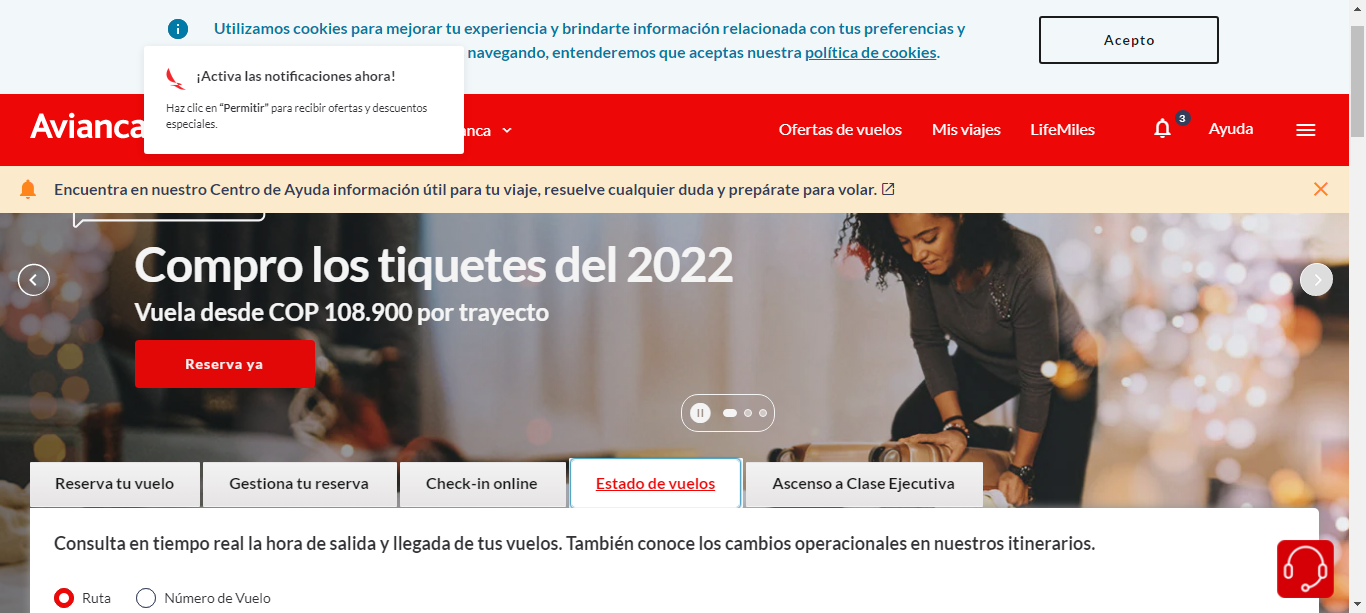 Utilizamos cookies para mejorar tu experiencia y brindarte información relacionada con tus preferencias y
navegando, entenderemos que aceptas nuestra política de cookies.
Acepto
¡Activa las notificaciones ahora!
Haz clic en “Permitir” para recibir ofertas y descuentos
especiales.
Avianca
Ofertas de vuelos
Mis viajes
LifeMiles
3
Ayuda
Encuentra en nuestro Centro de Ayuda información útil para tu viaje, resuelve cualquier duda y prepárate para volar.
Compro los tiquetes del 2022
Vuela desde COP 108.900 por trayecto
Reserva ya
Reserva tu vuelo
Gestiona tu reserva
Check-in online
Estado de vuelos
Ascenso a Clase Ejecutiva
Consulta en tiempo real la hora de salida y llegada de tus vuelos. También conoce los cambios operacionales en nuestros itinerarios.
Ruta
Número de Vuelo